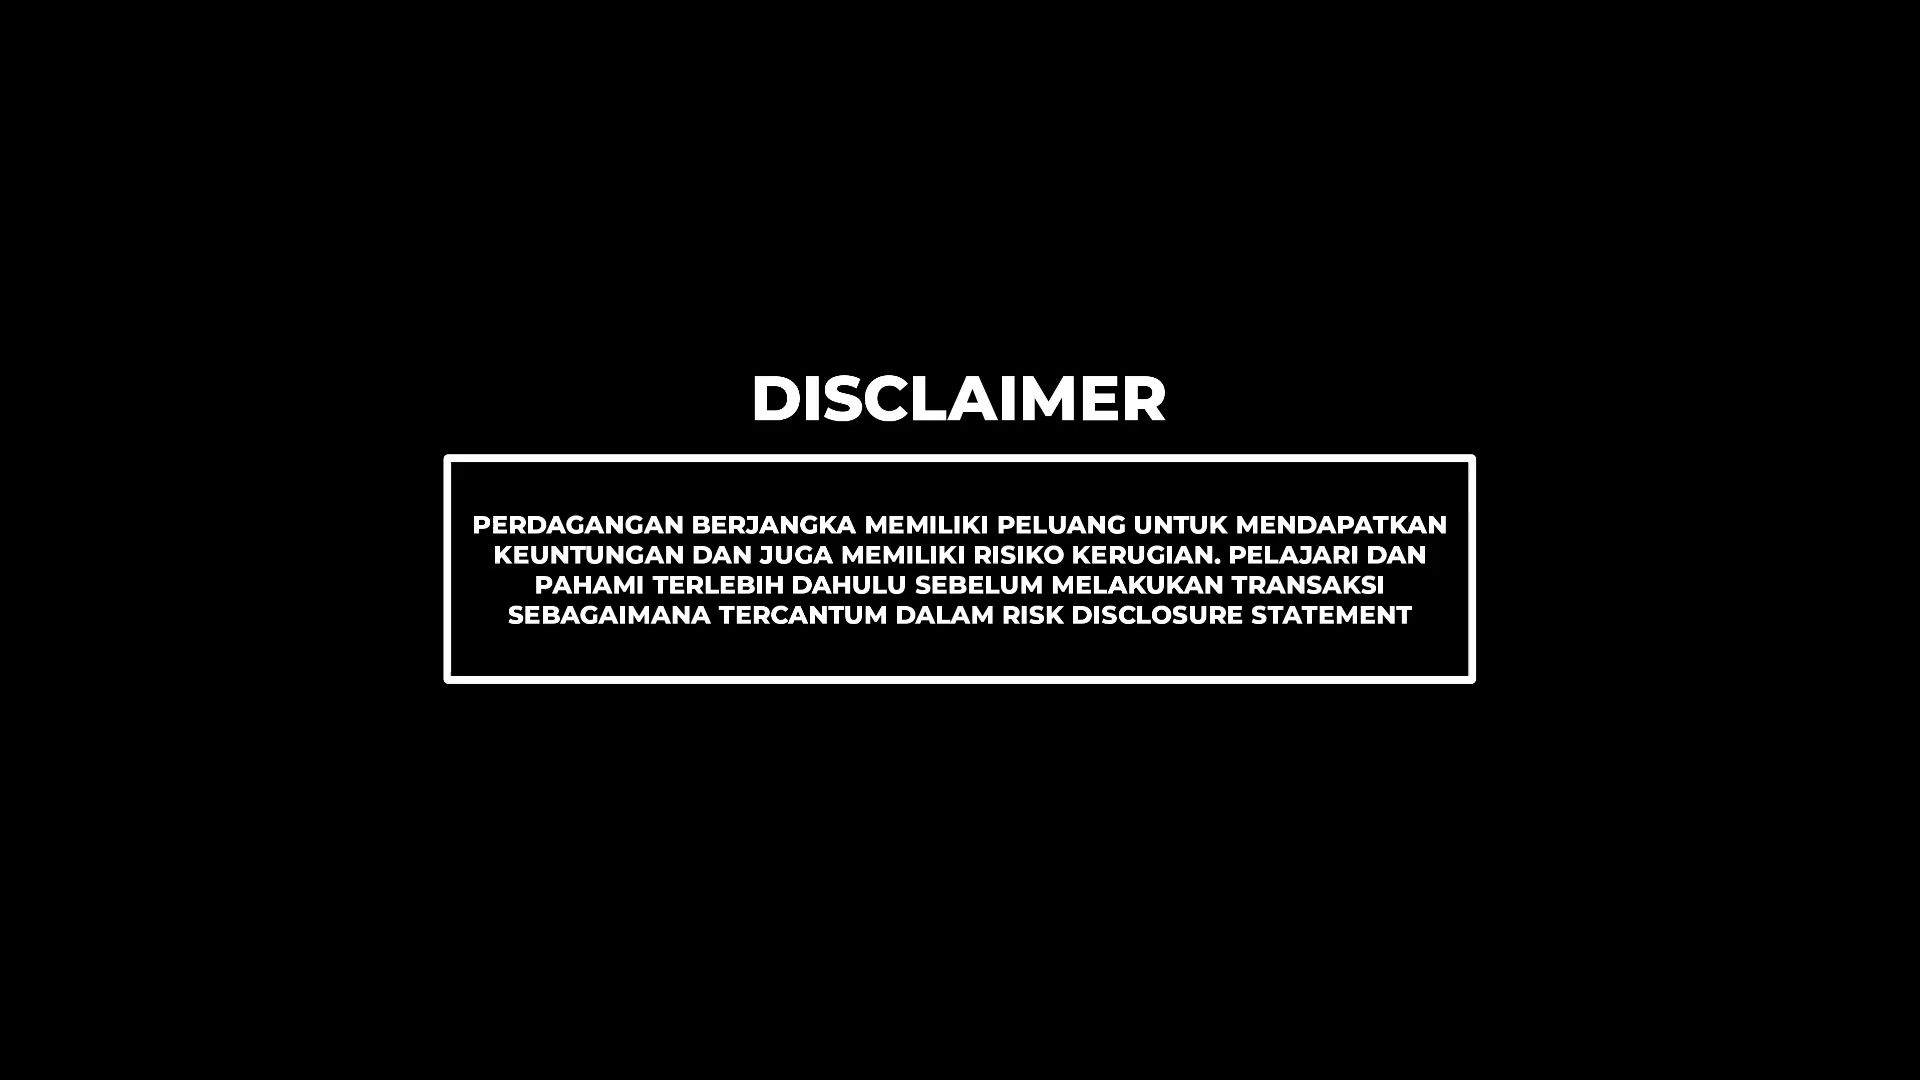 DISCLAIMER
PERDAGANGAN BERJANGKA MEMILIKI PELUANG UNTUK MENDAPATKAN
KEUNTUNGAN DAN JUGA MEMILIKI RISIKO KERUGIAN. PELAJARI DAN
PAHAMI TERLEBIH DAHULU SEBELUM MELAKUKAN TRANSAKSI
SEBAGAIMANA TERCANTUM DALAM RISK DISCLOSURE STATEMENT